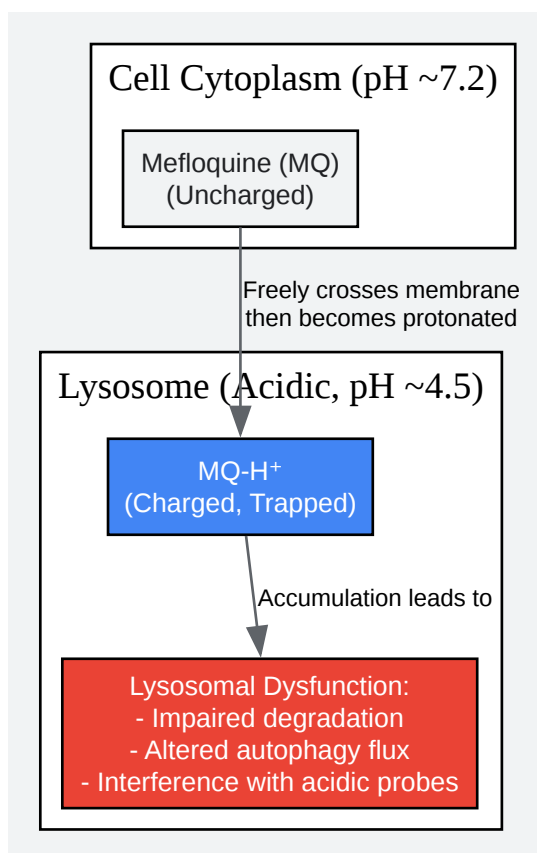 Cell Cytoplasm (pH ~7.2)
Mefloquine (MQ)
(Uncharged)
Freely crosses membrane
then becomes protonated
Lysosome (Acidic, pH ~4.5)
MQ-H⁺
(Charged, Trapped)
Accumulation leads to
Lysosomal Dysfunction:
- Impaired degradation
- Altered autophagy flux
- Interference with acidic probes